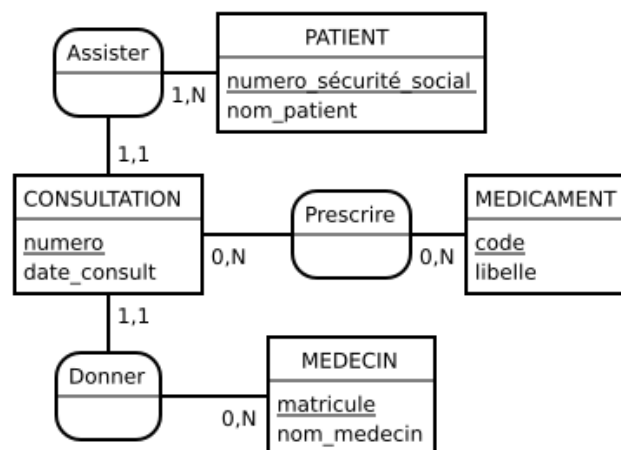 Assister
PATIENT
numero_sécurité_social
nom_patient
1,N
1,1
CONSULTATION
numero
date_consult
0,N
Prescrire
0,N
MEDICAMENT
code
libelle
1,1
Donner
0,N
MEDECIN
matricule
nom_medecin